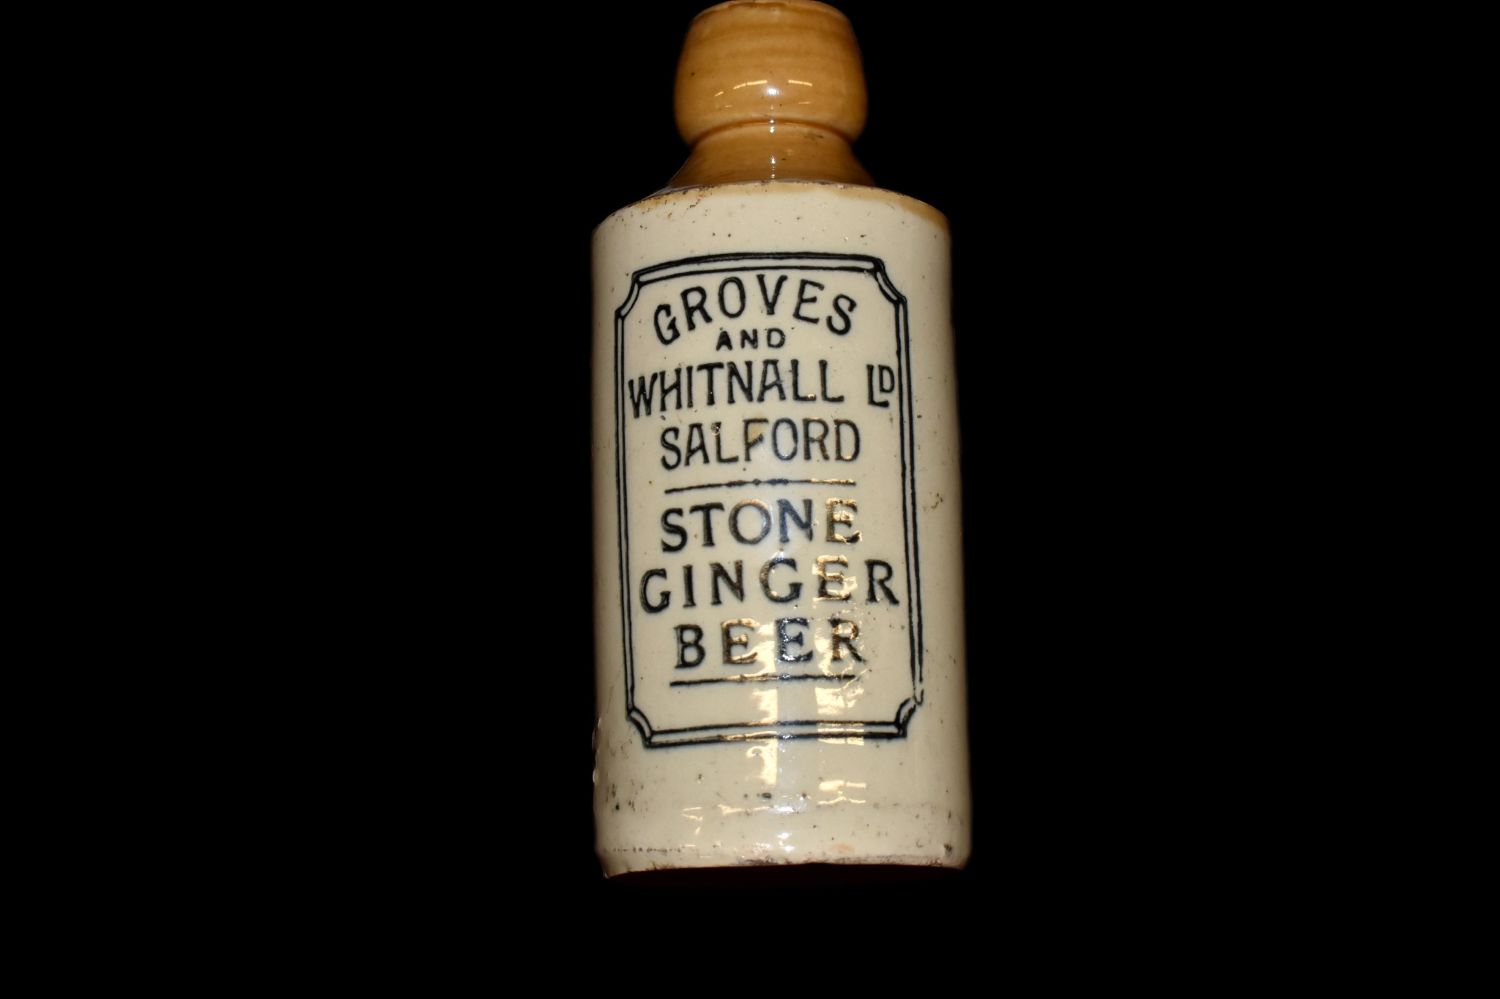 GROVES
AND
WHITNALL LD
SALFORD
STONE
GINGER
BEER